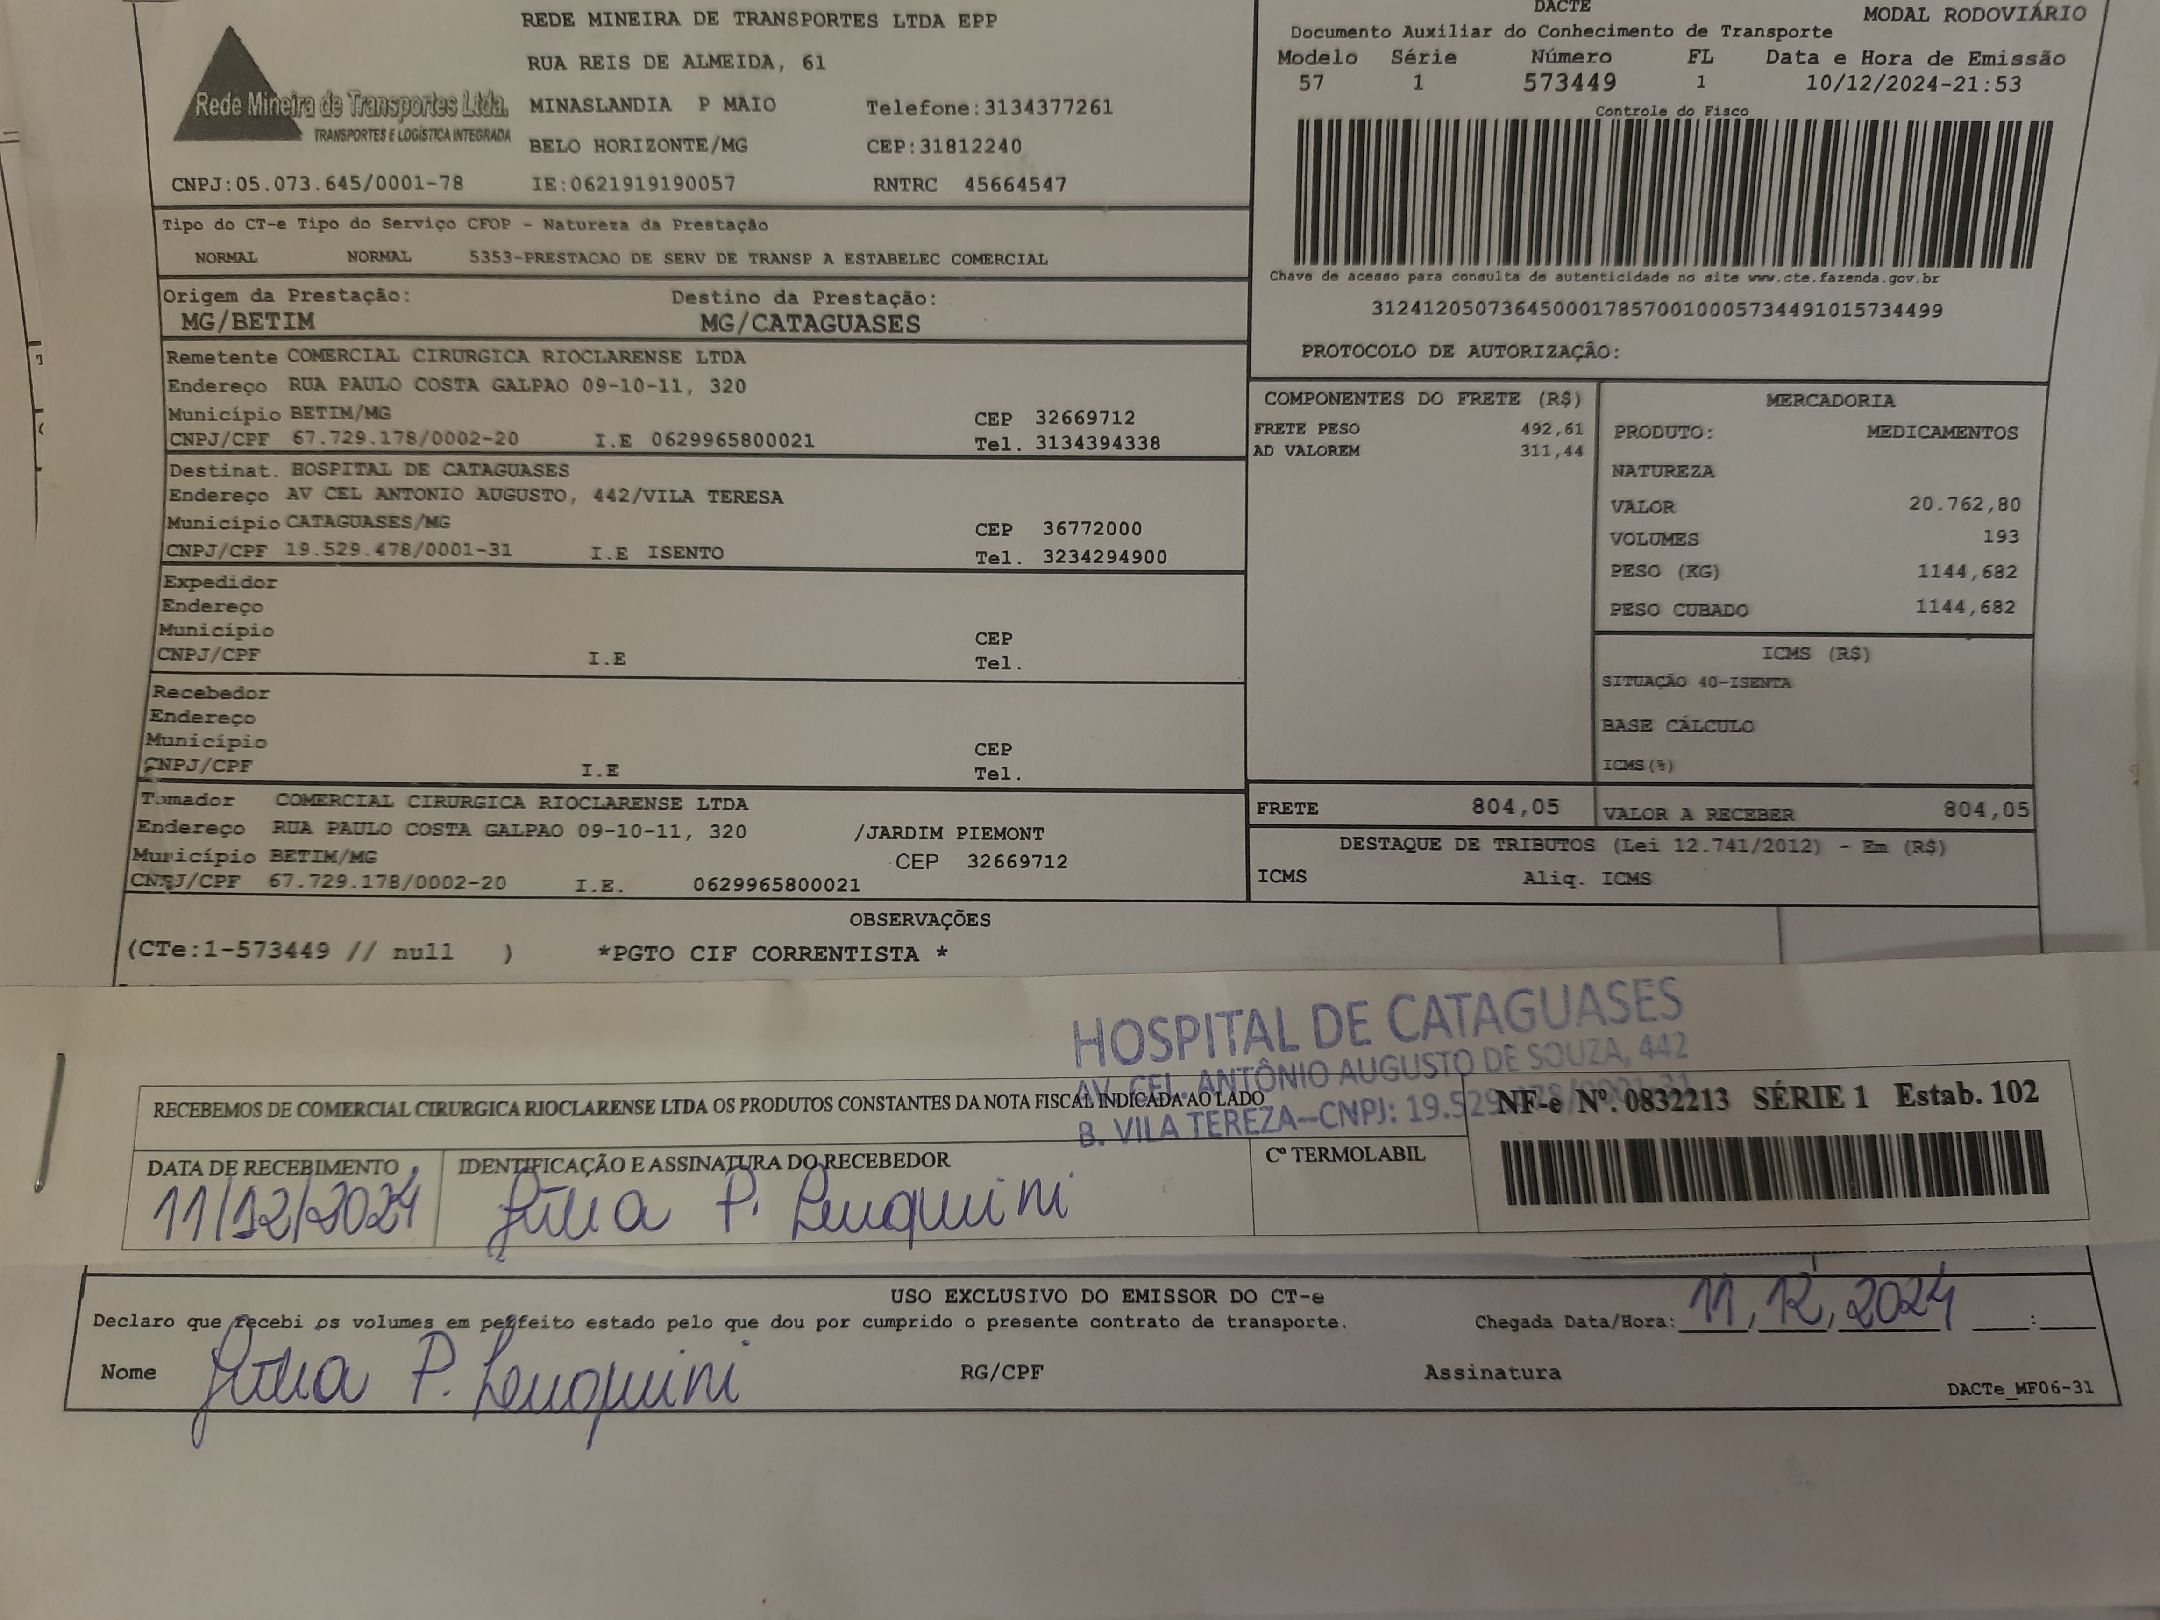 REDE MINEIRA DE TRANSPORTES LTDA EPP
RUA REIS DE ALMEIDA, 61
Rede Mineira de Transportes Ltda.
TRANSPORTES E LOGÍSTICA INTEGRADA
MINASLANDIA P MAIO Telefone:3134377261
BELO HORIZONTE/MG CEP:31812240
CNPJ:05.073.645/0001-78 IE:0621919190057 RNTRC 45664547
DACTE MODAL RODOVIÁRIO
Documento Auxiliar do Conhecimento de Transporte
Modelo Série Número FL Data e Hora de Emissão
57 1 573449 1 10/12/2024-21:53
Controle do Fisco
Chave de acesso para consulta de autenticidade no site www.cte.fazenda.gov.br
31241205073645000178570010005734491015734499
PROTOCOLO DE AUTORIZAÇÃO:
Tipo do CT-e Tipo do Serviço CFOP - Natureza da Prestação
NORMAL NORMAL 5353-PRESTACAO DE SERV DE TRANSP A ESTABELEC COMERCIAL
Origem da Prestação: Destino da Prestação:
MG/BETIM MG/CATAGUASES
Remetente COMERCIAL CIRURGICA RIOCLARENSE LTDA
Endereço RUA PAULO COSTA GALPAO 09-10-11, 320
Município BETIM/MG CEP 32669712
CNPJ/CPF 67.729.178/0002-20 I.E 0629965800021 Tel. 3134394338
Destinat. HOSPITAL DE CATAGUASES
Endereço AV CEL ANTONIO AUGUSTO, 442/VILA TERESA
Município CATAGUASES/MG CEP 36772000
CNPJ/CPF 19.529.478/0001-31 I.E ISENTO Tel. 3234294900
Expedidor
Endereço
Município CEP
CNPJ/CPF I.E Tel.
Recebedor
Endereço
Município CEP
CNPJ/CPF I.E Tel.
Tomador COMERCIAL CIRURGICA RIOCLARENSE LTDA
Endereço RUA PAULO COSTA GALPAO 09-10-11, 320 /JARDIM PIEMONT
Município BETIM/MG CEP 32669712
CNPJ/CPF 67.729.178/0002-20 I.E. 0629965800021
COMPONENTES DO FRETE (R$)
FRETE PESO 492,61
AD VALOREM 311,44
MERCADORIA
PRODUTO: MEDICAMENTOS
NATUREZA
VALOR 20.762,80
VOLUMES 193
PESO (KG) 1144,682
PESO CUBADO 1144,682
ICMS (R$)
SITUAÇÃO 40-ISENTA
BASE CÁLCULO
ICMS(%)
FRETE 804,05 VALOR A RECEBER 804,05
DESTAQUE DE TRIBUTOS (Lei 12.741/2012) - Em (R$)
ICMS Aliq. ICMS
OBSERVAÇÕES
(CTe:1-573449 // null ) *PGTO CIF CORRENTISTA *
HOSPITAL DE CATAGUASES
AV. CEL. ANTÔNIO AUGUSTO DE SOUZA, 442
B. VILA TEREZA-CNPJ: 19.529.478/0001-31
RECEBEMOS DE COMERCIAL CIRURGICA RIOCLARENSE LTDA OS PRODUTOS CONSTANTES DA NOTA FISCAL INDICADA AO LADO
NF-e Nº. 0832213 SÉRIE 1 Estab. 102
DATA DE RECEBIMENTO IDENTIFICAÇÃO E ASSINATURA DO RECEBEDOR Cº TERMOLABIL
11/12/2024 P.
USO EXCLUSIVO DO EMISSOR DO CT-e
Declaro que recebi os volumes em perfeito estado pelo que dou por cumprido o presente contrato de transporte. Chegada Data/Hora: 11, 12, 2024 :
Nome P. RG/CPF Assinatura
DACTe_MF06-31